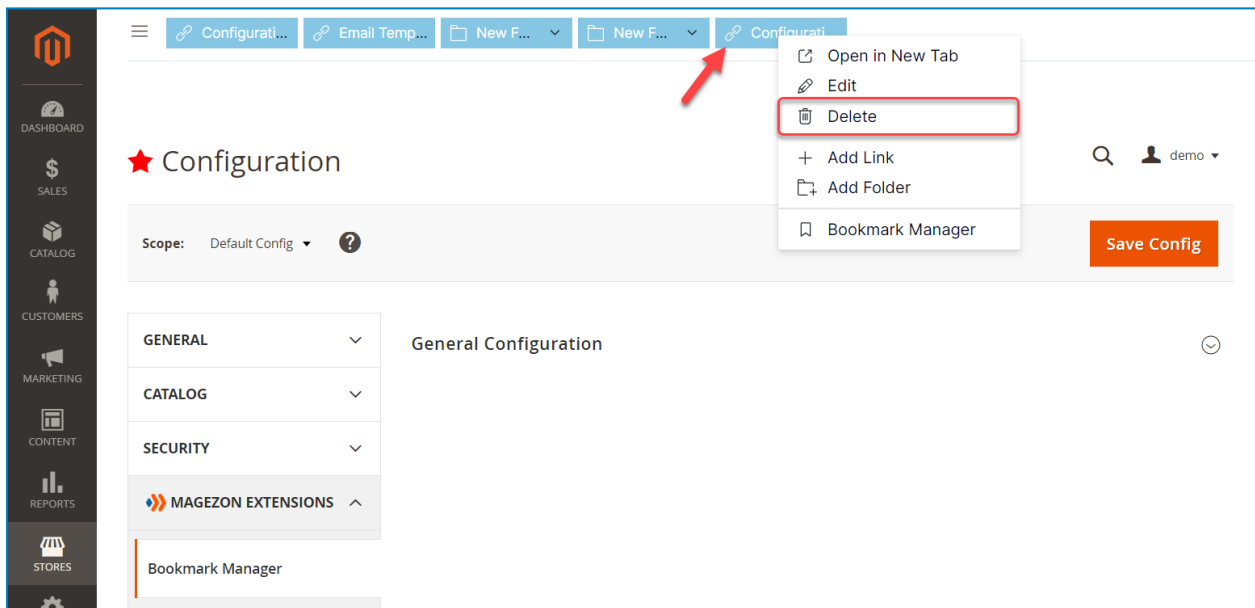 Configurati...
Email Temp...
New F...
New F...
Configurati...
Open in New Tab
Edit
Delete
Add Link
Add Folder
Bookmark Manager
DASHBOARD
SALES
CATALOG
CUSTOMERS
MARKETING
CONTENT
REPORTS
STORES
Configuration
demo
Scope: Default Config ?
Save Config
GENERAL
CATALOG
SECURITY
MAGEZON EXTENSIONS
Bookmark Manager
General Configuration